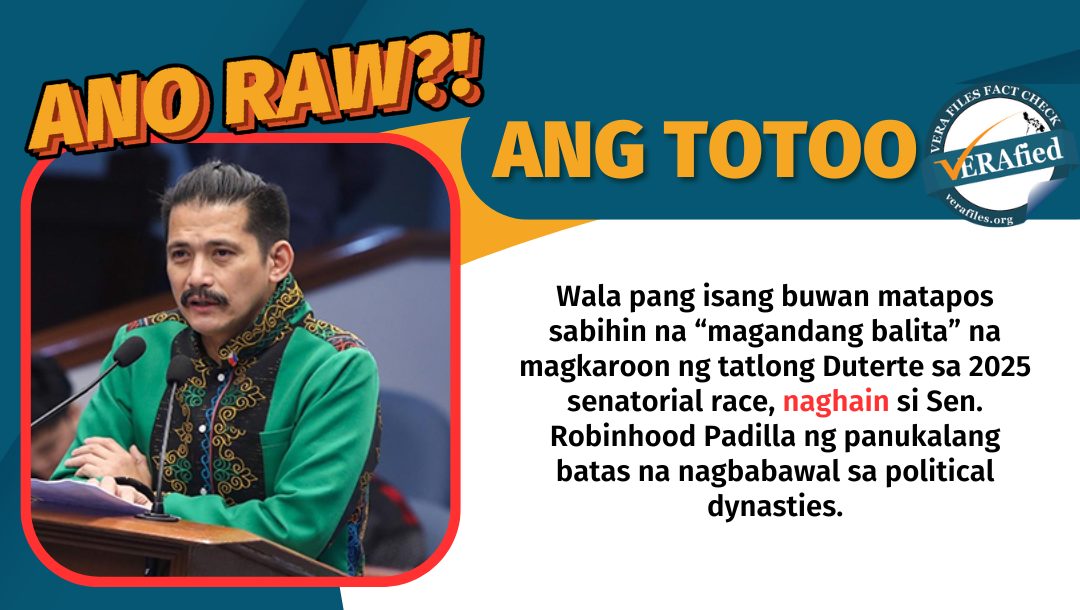 ANO RAW?!
ANG TOTOO
VERA FILES FACT CHECK
VERAfied
verafiles.org
Wala pang isang buwan matapos
sabihin na “magandang balita” na
magkaroon ng tatlong Duterte sa 2025
senatorial race, naghain si Sen.
Robinhood Padilla ng panukalang
batas na nagbabawal sa political
dynasties.